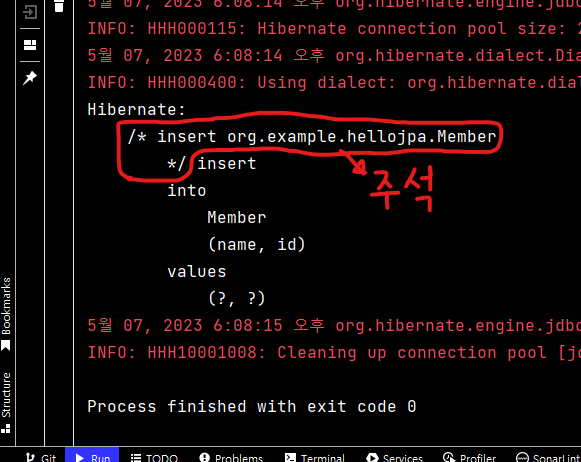 5월 07, 2023 6:08:14 오후 org.hibernate.engine.jdbc
INFO: HHH000115: Hibernate connection pool size: 2
5월 07, 2023 6:08:14 오후 org.hibernate.dialect.Dia
INFO: HHH000400: Using dialect: org.hibernate.dial
Hibernate:
/* insert org.example.hellojpa.Member
*/ insert
주석
into
Member
(name, id)
values
(?, ?)
5월 07, 2023 6:08:15 오후 org.hibernate.engine.jdbc
INFO: HHH10001008: Cleaning up connection pool [jd
Process finished with exit code 0
Bookmarks
Structure
Git
Run
TODO
Problems
Terminal
Services
Profiler
SonarLint